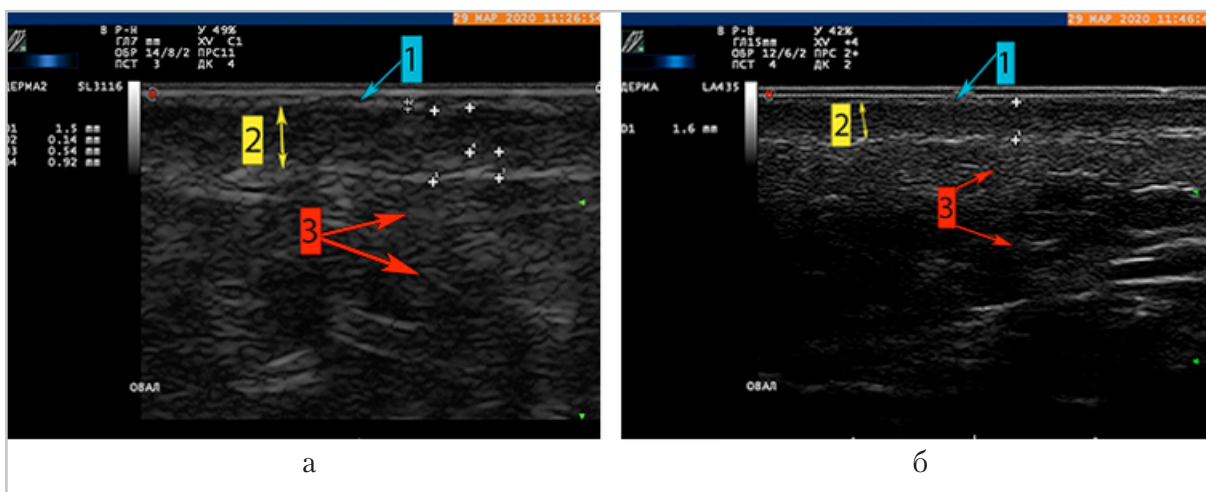 29 МАР 2020 11:26:54
В Р-Н У 49%
ГЛ7 mm XV C1
ОБР 14/8/2 ПРС11
ПСТ 3 ДК 4
ДЕРМА2 SL3116
D1 1.5 mm
D2 0.14 mm
D3 0.54 mm
D4 0.92 mm
1
2
3
ОВАЛ
а
29 МАР 2020 11:46:4
В Р-В У 42%
ГЛ15mm XV +4
ОБР 12/6/2 ПРС 2+
ПСТ 4 ДК 2
ДЕРМА LA435
D1 1.6 mm
1
2
3
ОВАЛ
б